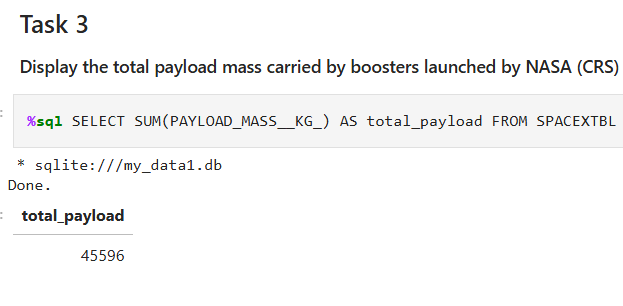 Task 3
Display the total payload mass carried by boosters launched by NASA (CRS)
%sql SELECT SUM(PAYLOAD_MASS__KG_) AS total_payload FROM SPACEXTBL
* sqlite:///my_data1.db
Done.
total_payload
45596